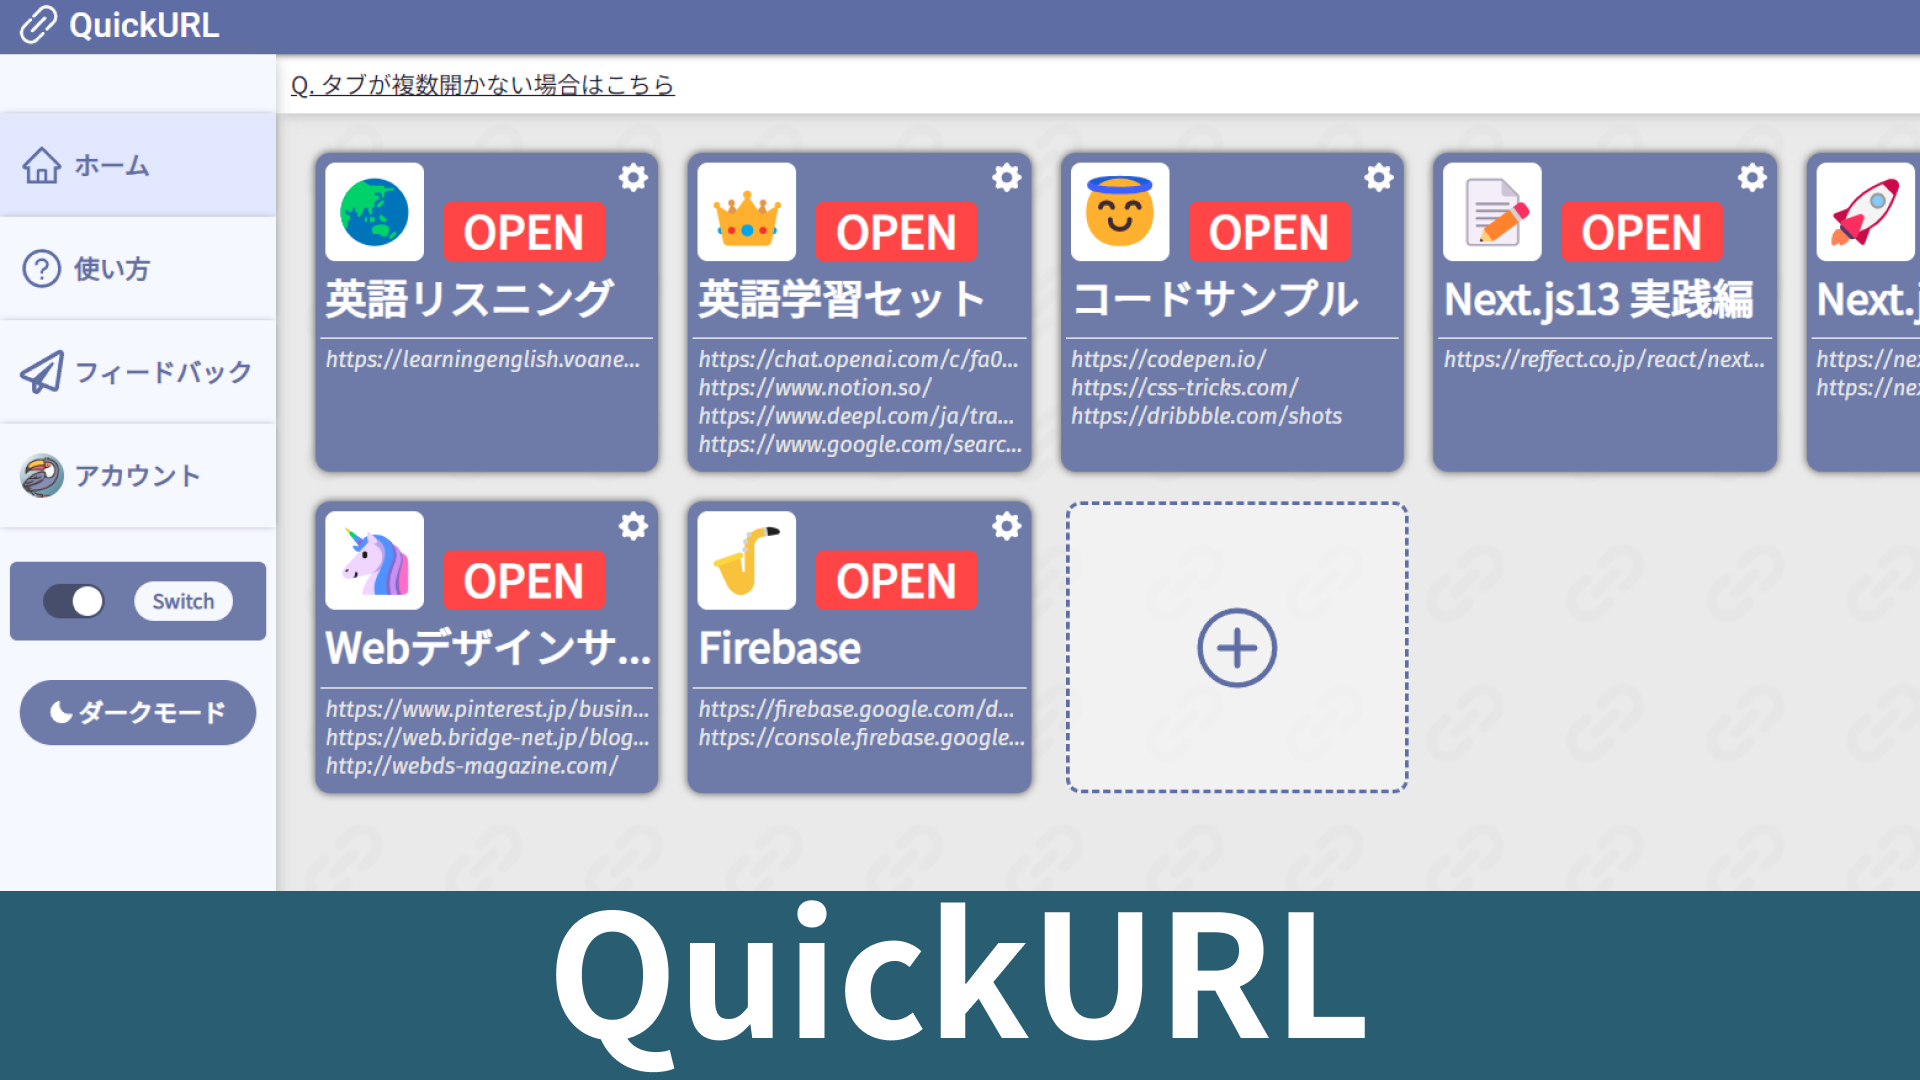 QuickURL
Q. タブが複数開かない場合はこちら
ホーム
使い方
フィードバック
アカウント
Switch
ダークモード
OPEN
英語リスニング
https://learningenglish.voane...
OPEN
英語学習セット
https://chat.openai.com/c/fa0...
https://www.notion.so/
https://www.deepl.com/ja/tra...
https://www.google.com/searc...
OPEN
コードサンプル
https://codepen.io/
https://css-tricks.com/
https://dribbble.com/shots
OPEN
Next.js13 実践編
https://reffect.co.jp/react/next...
Next.j
https://nex
https://nex
OPEN
Webデザインサ...
https://www.pinterest.jp/busin...
https://web.bridge-net.jp/blog...
http://webds-magazine.com/
OPEN
Firebase
https://firebase.google.com/d...
https://console.firebase.google...
QuickURL